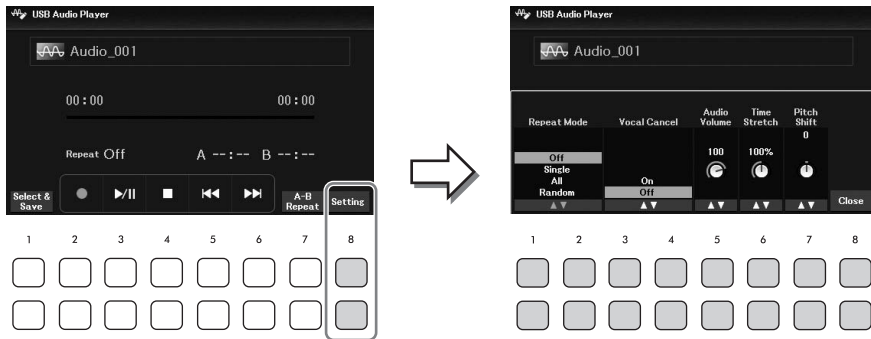 USB Audio Player
Audio_001
00:00 00:00
Repeat Off A --:-- B --:--
Select & Save
A-B Repeat
Setting
1 2 3 4 5 6 7 8
USB Audio Player
Audio_001
Repeat Mode
Off
Single
All
Random
Vocal Cancel
On
Off
Audio Volume
100
Time Stretch
100%
Pitch Shift
0
Close
1 2 3 4 5 6 7 8